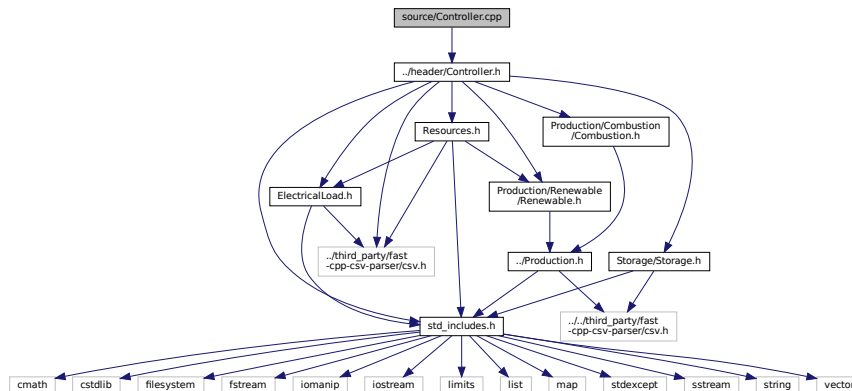 source/Controller.cpp
../header/Controller.h
Resources.h
Production/Combustion
/Combustion.h
ElectricalLoad.h
Production/Renewable
/Renewable.h
../third_party/fast
-cpp-csv-parser/csv.h
../Production.h
Storage/Storage.h
std_includes.h
../../third_party/fast
-cpp-csv-parser/csv.h
cmath
cstdlib
filesystem
fstream
iomanip
iostream
limits
list
map
stdexcept
sstream
string
vector